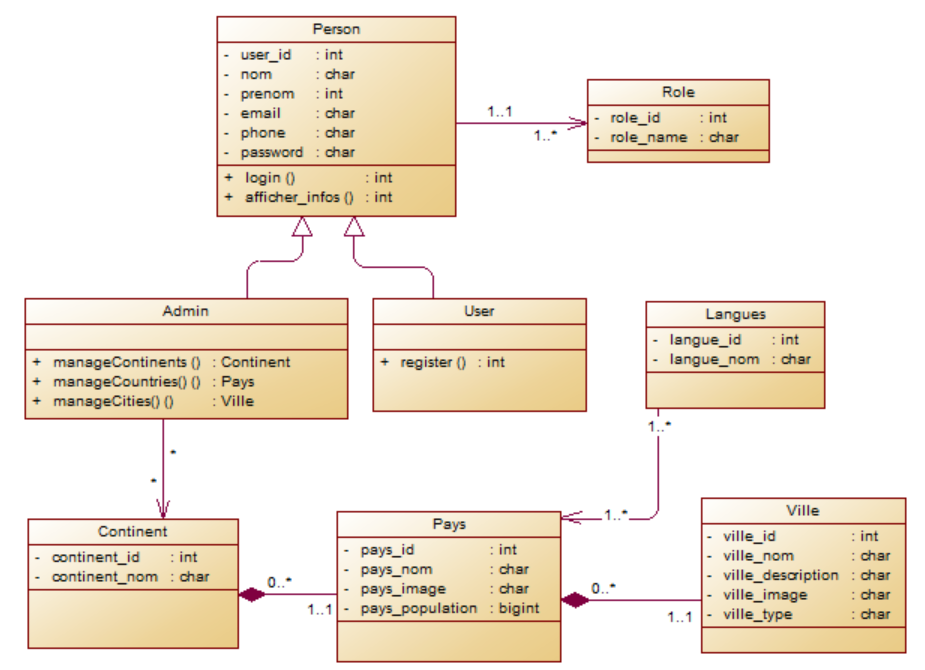 Person
- user_id : int
- nom : char
- prenom : int
- email : char
- phone : char
- password : char
+ login () : int
+ afficher_infos () : int
1..1
1..*
Role
- role_id : int
- role_name : char
Admin
+ manageContinents () : Continent
+ manageCountries() () : Pays
+ manageCities() () : Ville
User
+ register () : int
Langues
- langue_id : int
- langue_nom : char
1..*
1..*
*
*
Continent
- continent_id : int
- continent_nom : char
0..*
1..1
Pays
- pays_id : int
- pays_nom : char
- pays_image : char
- pays_population : bigint
0..*
1..1
Ville
- ville_id : int
- ville_nom : char
- ville_description : char
- ville_image : char
- ville_type : char